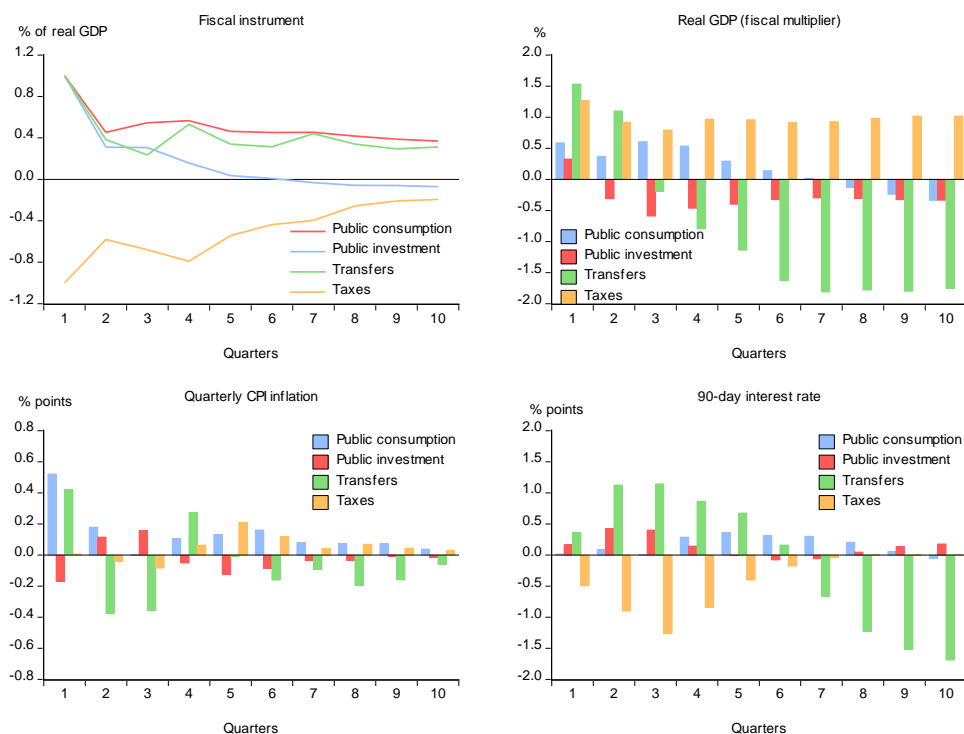 Fiscal instrument
% of real GDP
1.2
0.8
0.4
0.0
-0.4
-0.8
-1.2
Public consumption
Public investment
Transfers
Taxes
1 2 3 4 5 6 7 8 9 10
Quarters
Real GDP (fiscal multiplier)
%
2.0
1.5
1.0
0.5
0.0
-0.5
-1.0
-1.5
-2.0
Public consumption
Public investment
Transfers
Taxes
1 2 3 4 5 6 7 8 9 10
Quarters
Quarterly CPI inflation
% points
0.8
0.6
0.4
0.2
0.0
-0.2
-0.4
-0.6
-0.8
Public consumption
Public investment
Transfers
Taxes
1 2 3 4 5 6 7 8 9 10
Quarters
90-day interest rate
% points
2.0
1.5
1.0
0.5
0.0
-0.5
-1.0
-1.5
-2.0
Public consumption
Public investment
Transfers
Taxes
1 2 3 4 5 6 7 8 9 10
Quarters